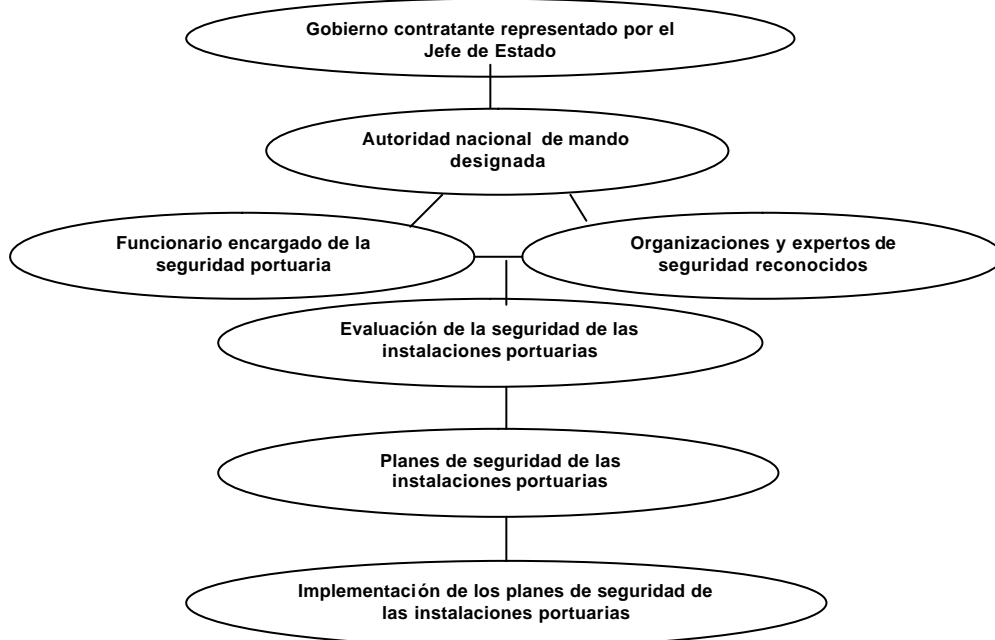 Gobierno contratante representado por el
Jefe de Estado
Autoridad nacional de mando
designada
Funcionario encargado de la
seguridad portuaria
Organizaciones y expertos de
seguridad reconocidos
Evaluación de la seguridad de las
instalaciones portuarias
Planes de seguridad de las
instalaciones portuarias
Implementación de los planes de seguridad de
las instalaciones portuarias